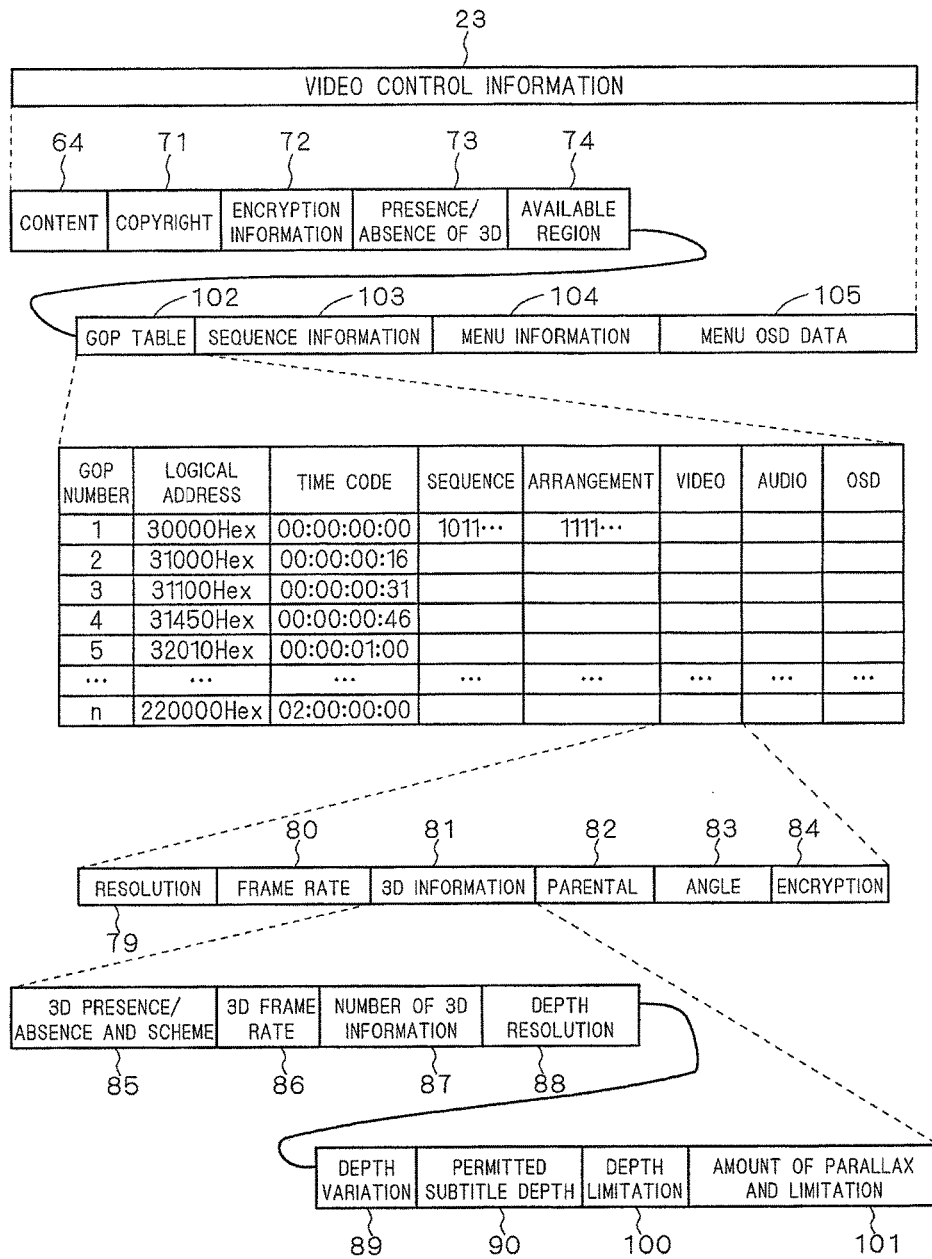 23
VIDEO CONTROL INFORMATION
64 71 72 73 74
CONTENT COPYRIGHT ENCRYPTION INFORMATION PRESENCE/ ABSENCE OF 3D AVAILABLE REGION
102 103 104 105
GOP TABLE SEQUENCE INFORMATION MENU INFORMATION MENU OSD DATA
GOP NUMBER LOGICAL ADDRESS TIME CODE SEQUENCE ARRANGEMENT VIDEO AUDIO OSD
1 30000Hex 00:00:00:00 1011··· 1111···
2 31000Hex 00:00:00:16
3 31100Hex 00:00:00:31
4 31450Hex 00:00:00:46
5 32010Hex 00:00:01:00
··· ··· ··· ··· ··· ··· ··· ···
n 220000Hex 02:00:00:00
80 81 82 83 84
RESOLUTION FRAME RATE 3D INFORMATION PARENTAL ANGLE ENCRYPTION
79
3D PRESENCE/ ABSENCE AND SCHEME 3D FRAME RATE NUMBER OF 3D INFORMATION DEPTH RESOLUTION
85 86 87 88
DEPTH VARIATION PERMITTED SUBTITLE DEPTH DEPTH LIMITATION AMOUNT OF PARALLAX AND LIMITATION
89 90 100 101